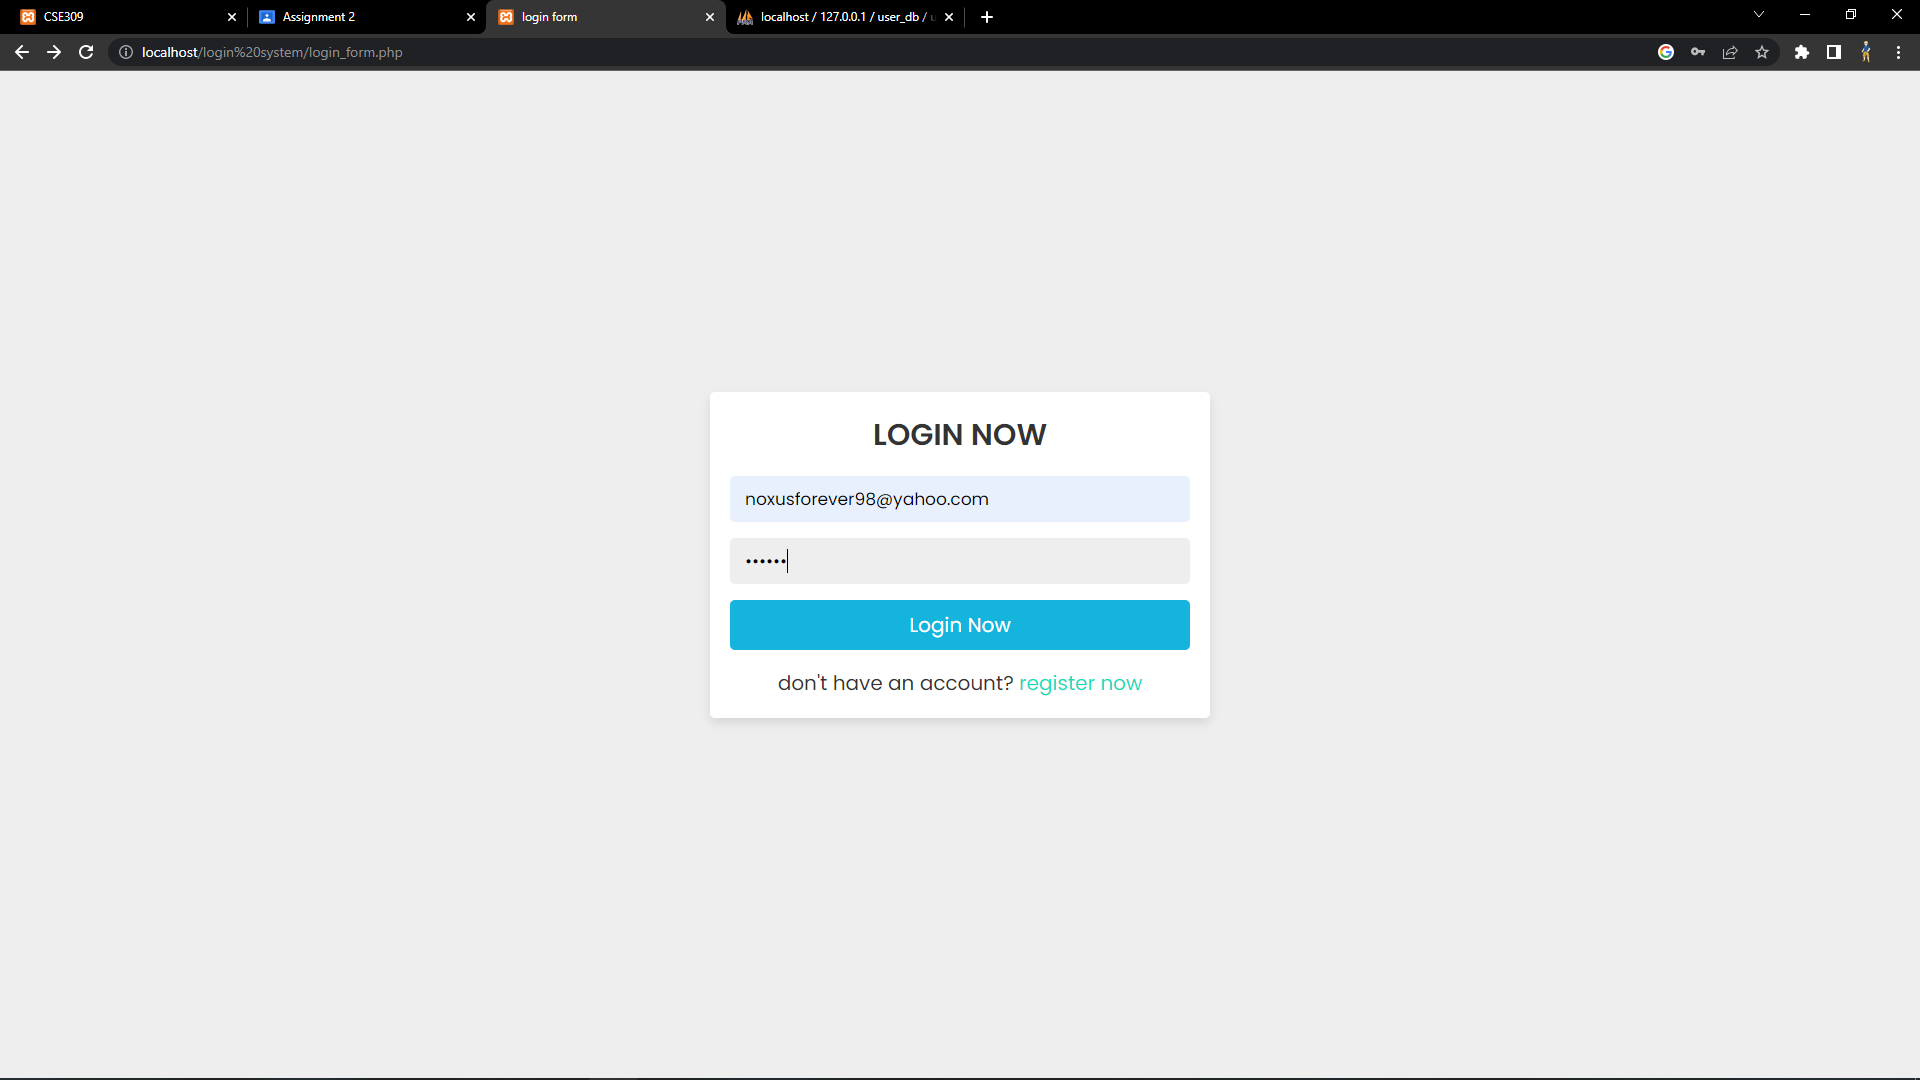 CSE309
Assignment 2
login form
localhost / 127.0.0.1 / user_db /
localhost/login%20system/login_form.php
LOGIN NOW
noxusforever98@yahoo.com
••••••
Login Now
don't have an account? register now